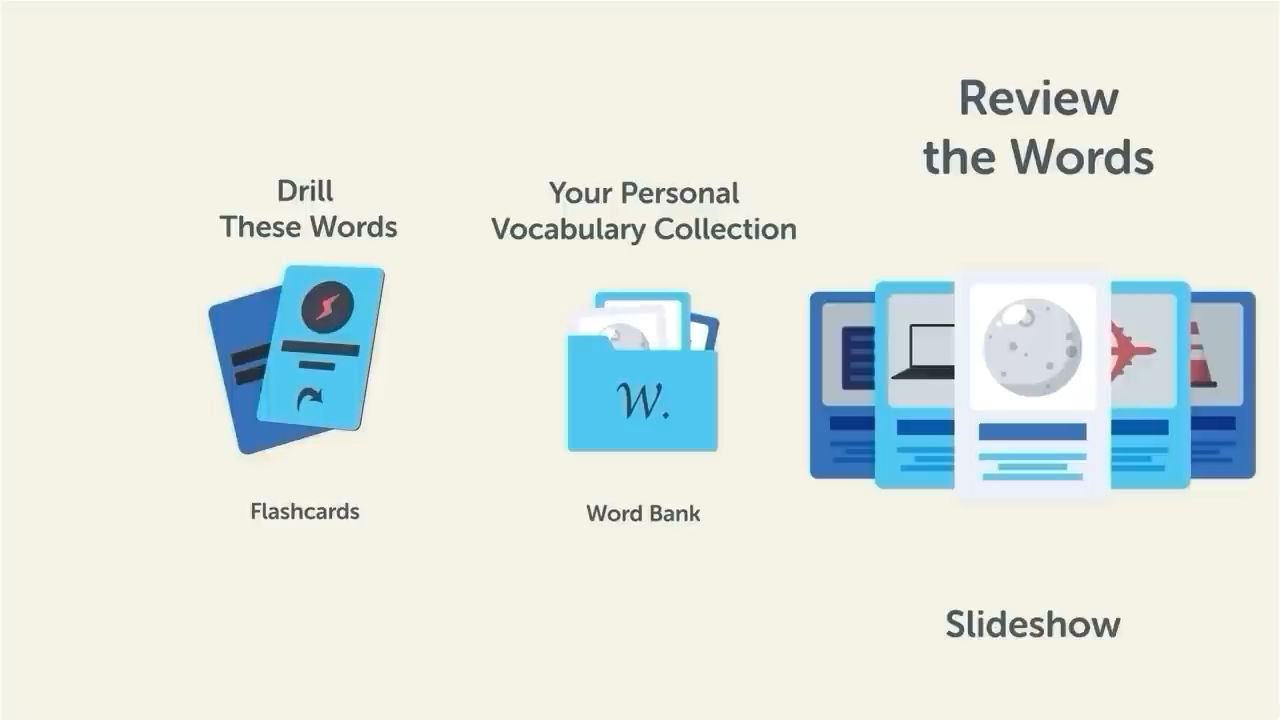 Drill
These Words
Flashcards
Your Personal
Vocabulary Collection
W.
Word Bank
Review
the Words
Slideshow